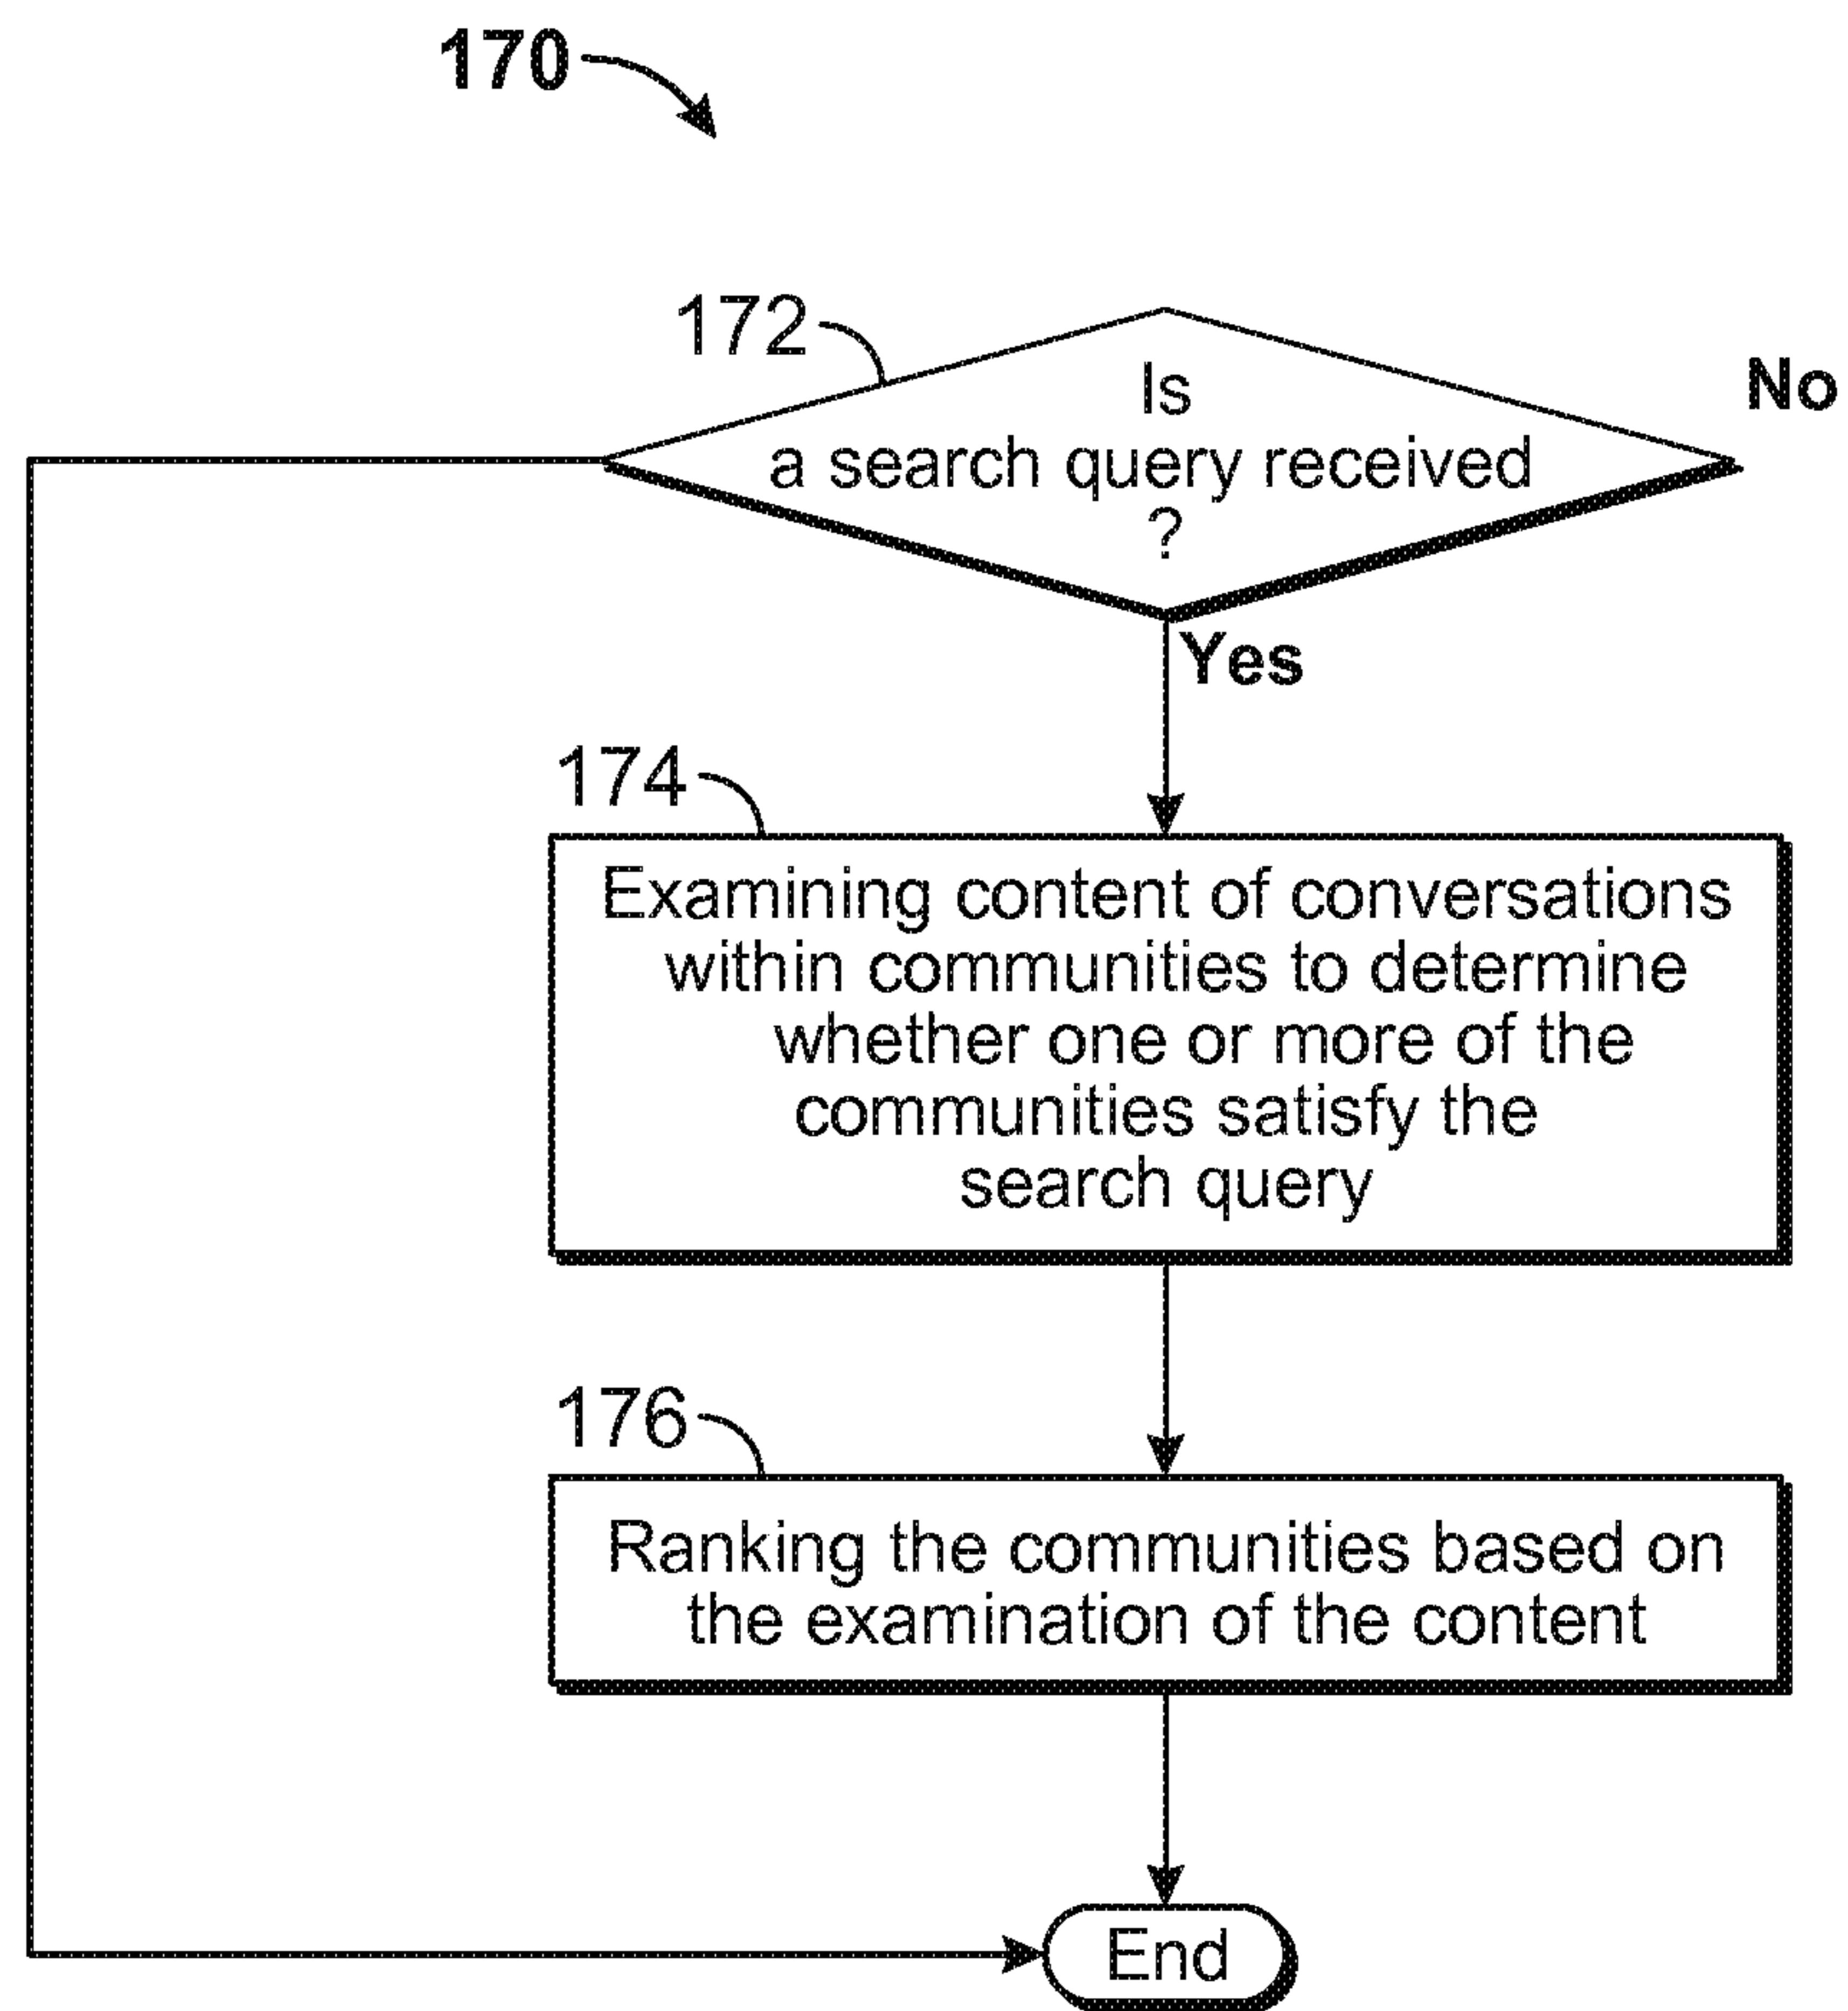 170
172
Is
a search query received
?
No
Yes
174
Examining content of conversations
within communities to determine
whether one or more of the
communities satisfy the
search query
176
Ranking the communities based on
the examination of the content
End